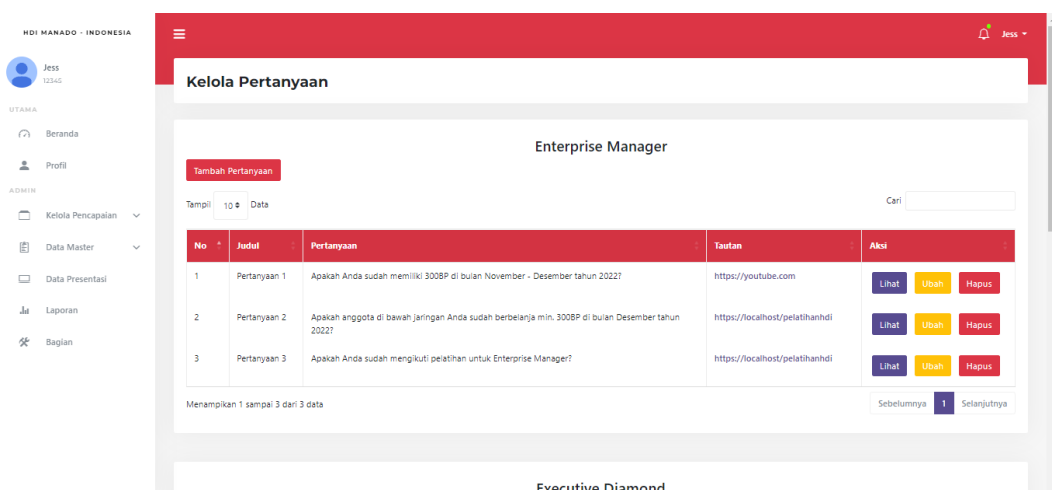 HDI MANADO - INDONESIA
Jess
Jess
12345
Kelola Pertanyaan
UTAMA
Beranda
Profil
ADMIN
Kelola Pencapaian
Data Master
Data Presentasi
Laporan
Bagian
Enterprise Manager
Tambah Pertanyaan
Tampil 10 Data
Cari
No Judul Pertanyaan Tautan Aksi
1 Pertanyaan 1 Apakah Anda sudah memiliki 300BP di bulan November - Desember tahun 2022? https://youtube.com Lihat Ubah Hapus
2 Pertanyaan 2 Apakah anggota di bawah jaringan Anda sudah berbelanja min. 300BP di bulan Desember tahun
2022? https://localhost/pelatihanhdi Lihat Ubah Hapus
3 Pertanyaan 3 Apakah Anda sudah mengikuti pelatihan untuk Enterprise Manager? https://localhost/pelatihanhdi Lihat Ubah Hapus
Menampilkan 1 sampai 3 dari 3 data
Sebelumnya 1 Selanjutnya
Executive Diamond